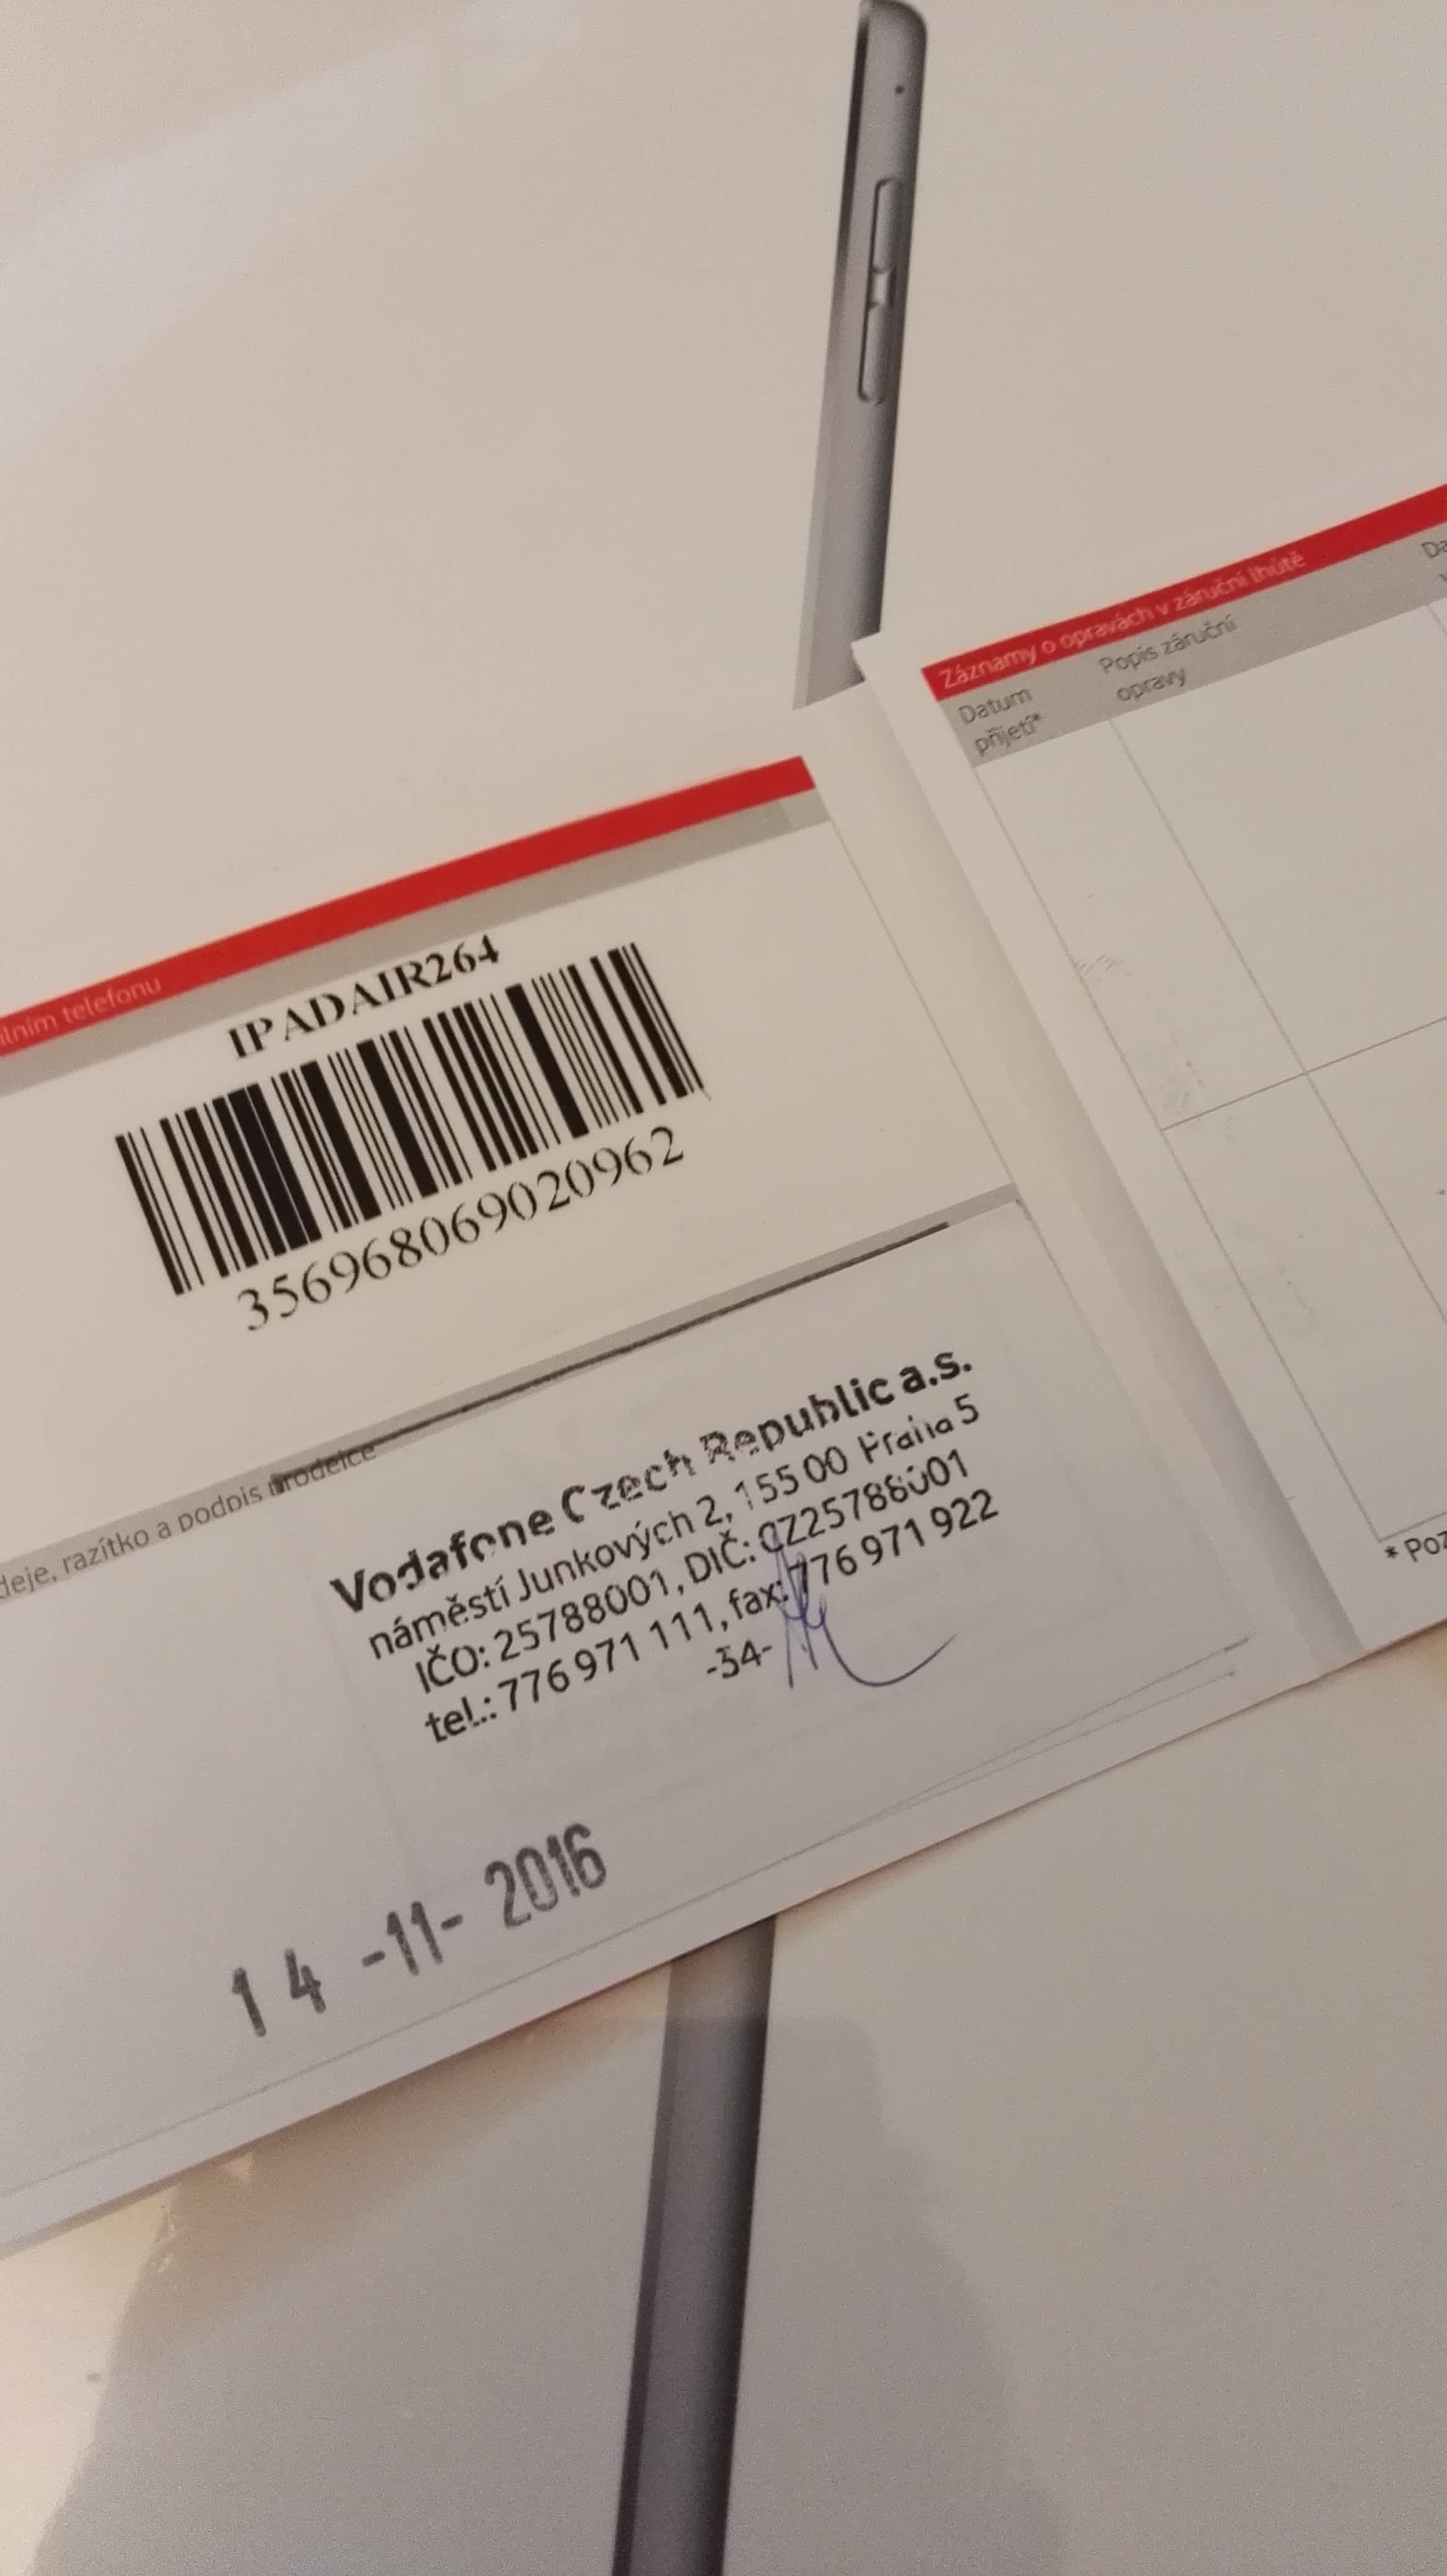 Záznamy o opravách v záruční lhůtě
Datum
přijetí*
Popis záruční
opravy
telefonu
IPADAIR264
356968069020962
razítko a podpis prodejce
Vodafone Czech Republic a.s.
náměstí Junkových 2, 155 00 Praha 5
IČO: 25788001, DIČ: CZ25788001
tel.: 776 971 111, fax: 776 971 922
-34-
14 -11- 2016